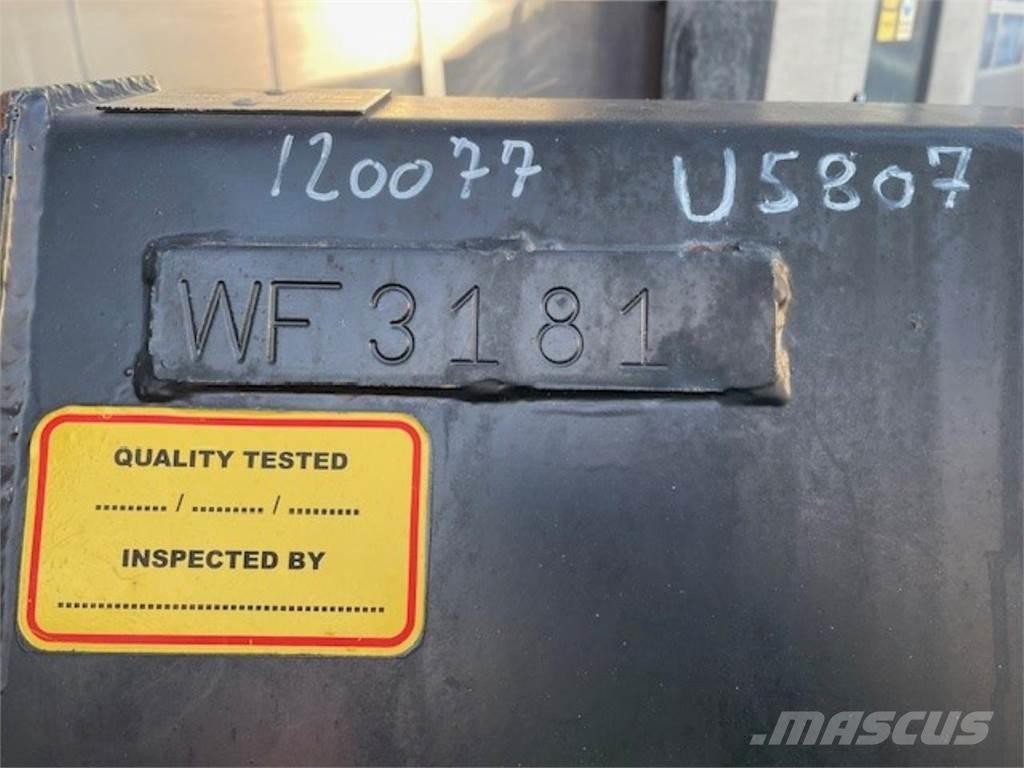 120077 U5807
WF 3181
QUALITY TESTED
......... / ......... / .........
INSPECTED BY
..........................................
MASCUS